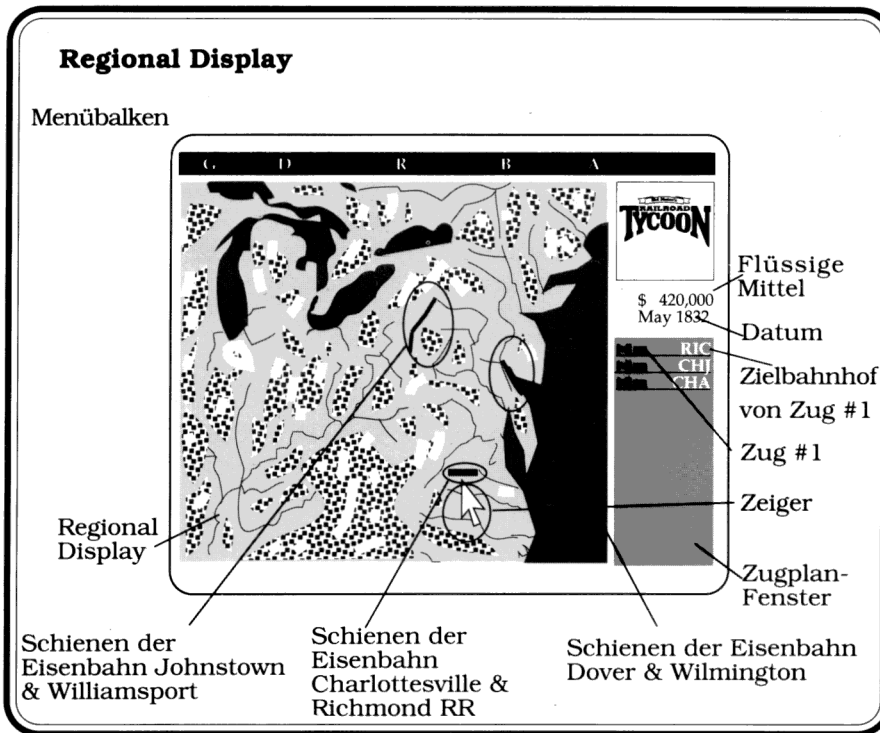 Regional Display
Menübalken
G D R B A
RAILROAD
TYCOON
Flüssige
Mittel
$ 420,000
May 1832
Datum
RIC
CHJ
CHA
Zielbahnhof
von Zug #1
Zug #1
Zeiger
Regional
Display
Zugplan-
Fenster
Schienen der
Eisenbahn Johnstown
& Williamsport
Schienen der
Eisenbahn
Charlottesville &
Richmond RR
Schienen der Eisenbahn
Dover & Wilmington